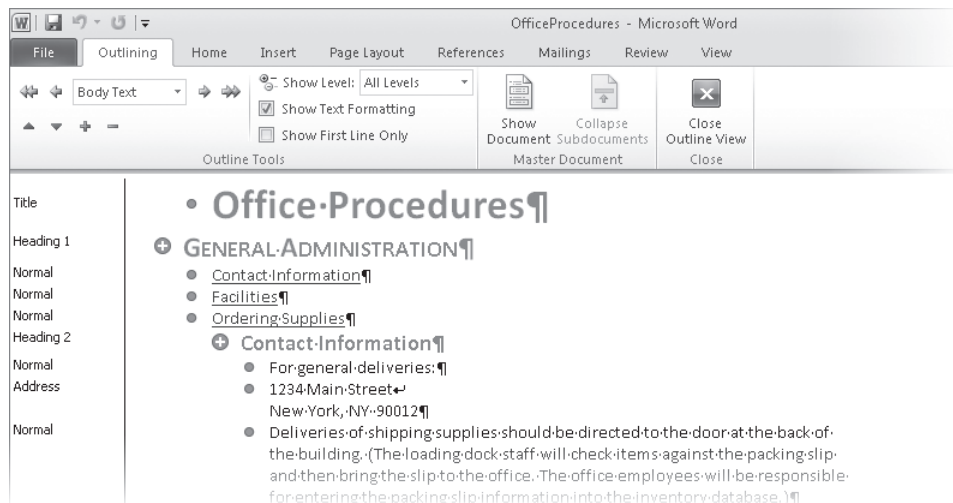 OfficeProcedures - Microsoft Word
File Outlining Home Insert Page Layout References Mailings Review View
Body Text
Show Level: All Levels
Show Text Formatting
Show First Line Only
Show Document
Collapse Subdocuments
Close Outline View
Outline Tools
Master Document
Close
Title
Office·Procedures¶
Heading 1
GENERAL·ADMINISTRATION¶
Normal
Contact·Information¶
Normal
Facilities¶
Normal
Ordering·Supplies¶
Heading 2
Contact·Information¶
Normal
For·general·deliveries:¶
Address
1234·Main·Street↵
New·York,·NY··90012¶
Normal
Deliveries·of·shipping·supplies·should·be·directed·to·the·door·at·the·back·of·
the·building.·(The·loading·dock·staff·will·check·items·against·the·packing·slip·
and·then·bring·the·slip·to·the·office.·The·office·employees·will·be·responsible·
for·entering·the·packing·slip·information·into·the·inventory·database.)¶